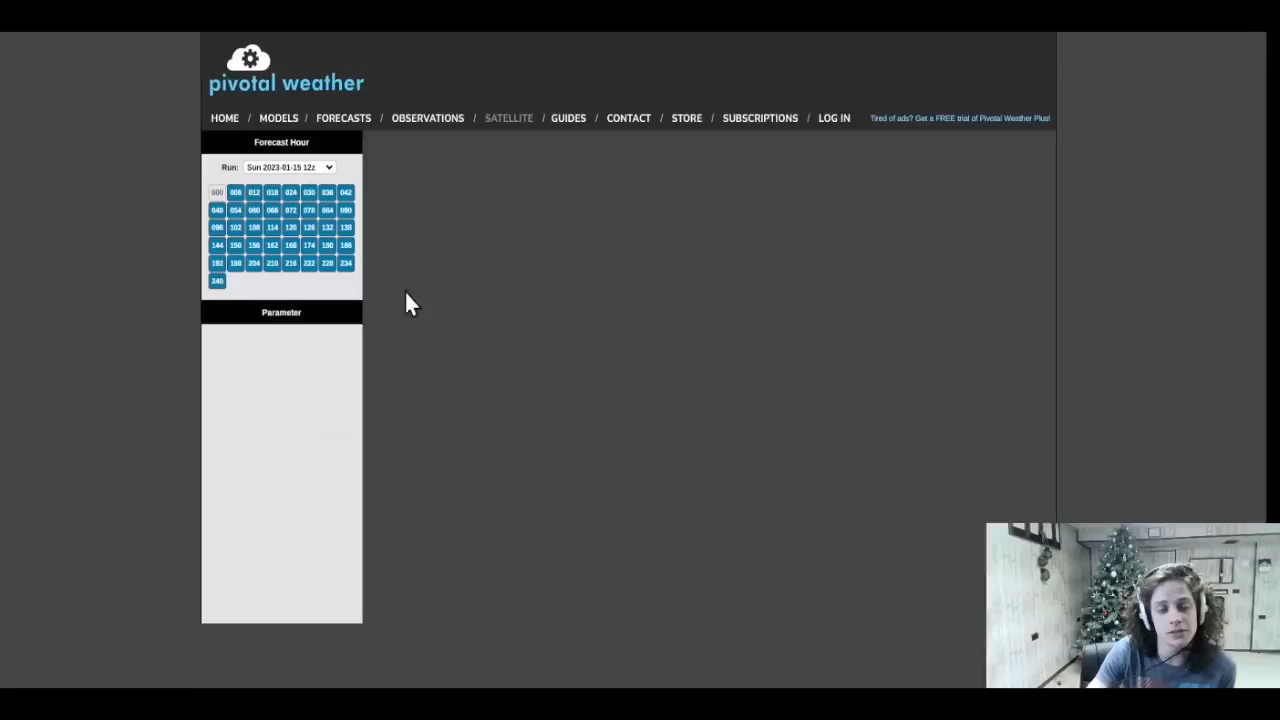 pivotal weather
HOME / MODELS / FORECASTS / OBSERVATIONS / SATELLITE / GUIDES / CONTACT / STORE / SUBSCRIPTIONS / LOG IN Tired of ads? Get a FREE trial of Pivotal Weather Plus!
Forecast Hour
Run: Sun 2023-01-15 12z
000 006 012 018 024 030 036 042
048 054 060 066 072 078 084 090
096 102 108 114 120 126 132 138
144 150 156 162 168 174 180 186
192 198 204 210 216 222 228 234
240
Parameter